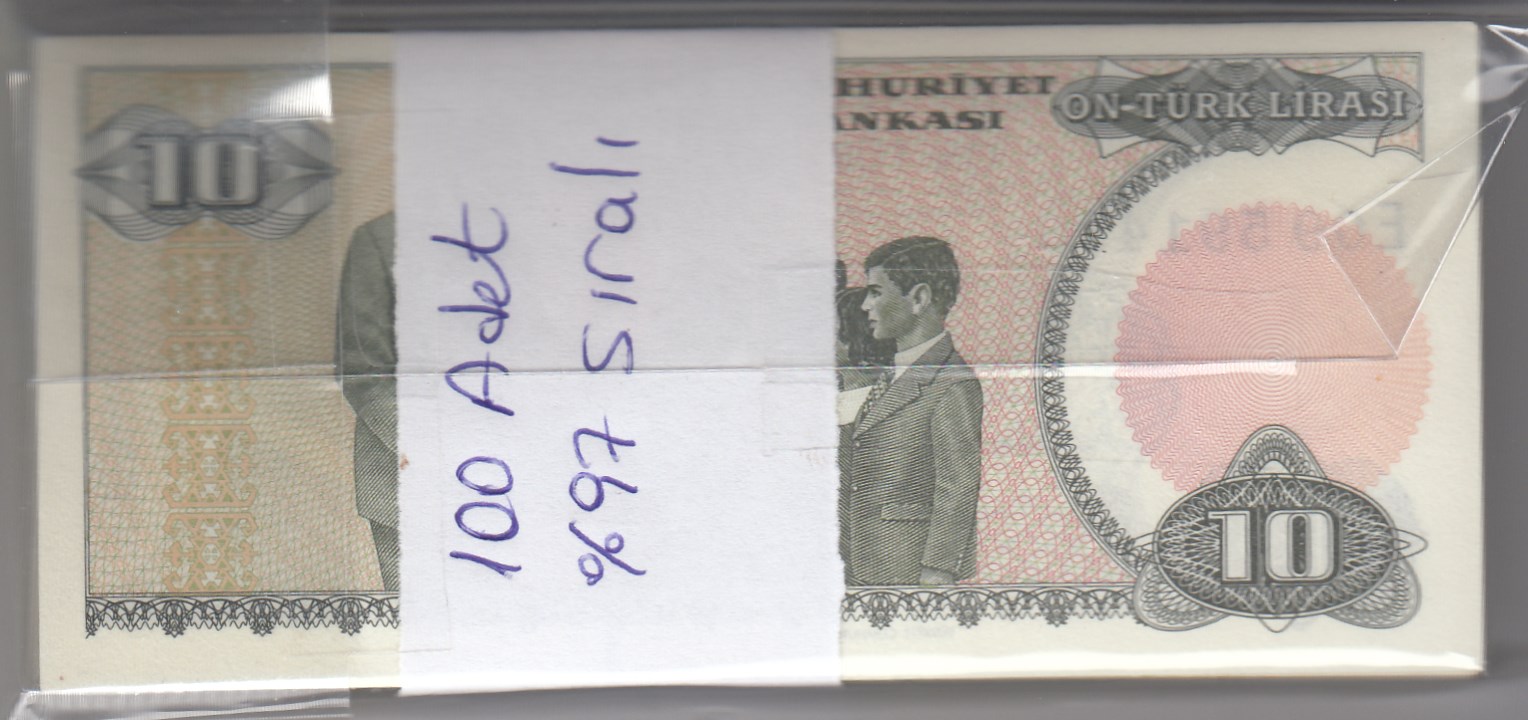 10
HURİYET
ANKASI
ON-TÜRK LİRASI
100 Adet
%97 sıralı
10